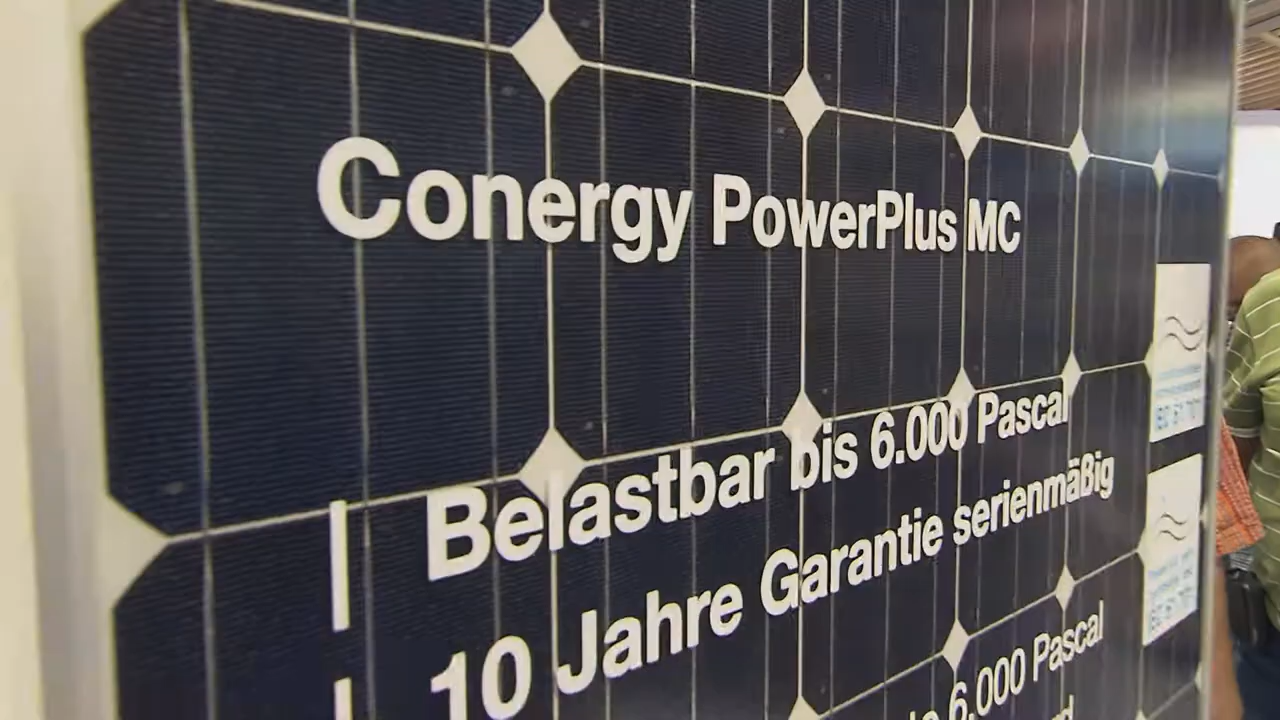 Conergy PowerPlus MC
Belastbar bis 6.000 Pascal
10 Jahre Garantie serienmäßig
6.000 Pascal